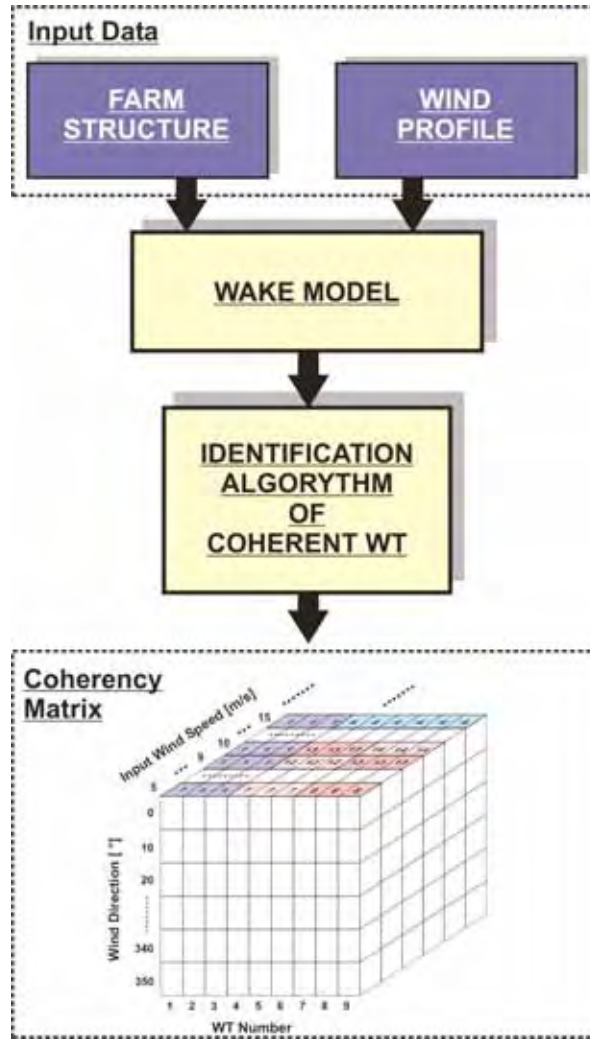 Input Data
FARM
STRUCTURE
WIND
PROFILE
WAKE MODEL
IDENTIFICATION
ALGORYTHM
OF
COHERENT WT
Coherency
Matrix
Input Wind Speed [m/s]
5 ... 9 10 ... 15
Wind Direction [ °]
0
10
20
340
350
1 2 3 4 5 6 7 8 9
WT Number